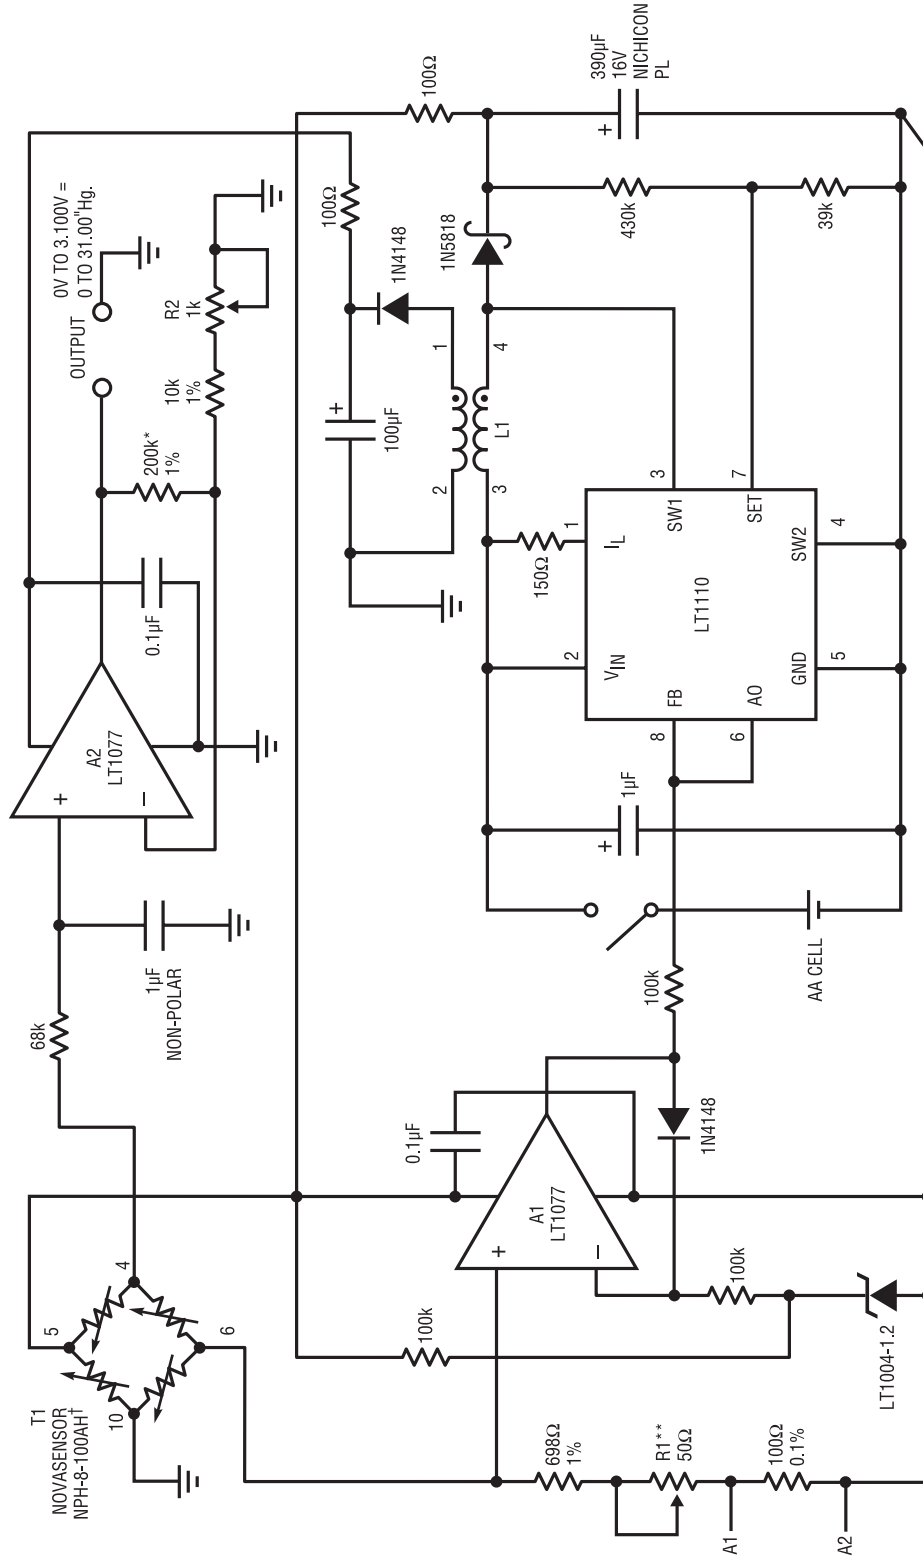 T1
NOVASENSOR
NPH-8-100AH†
5
10
4
6
68k
1µF
NON-POLAR
+
−
A2
LT1077
0.1µF
200k*
1%
10k
1%
R2
1k
OUTPUT
0V TO 3.100V =
0 TO 31.00"Hg.
100k
0.1µF
+
−
A1
LT1077
1N4148
100k
LT1004-1.2
698Ω
1%
R1**
50Ω
100Ω
0.1%
A1
A2
100k
AA CELL
+
1µF
150Ω
2
VIN
1
IL
3
SW1
7
SET
LT1110
8
FB
6
AO
5
GND
4
SW2
+
100µF
2
1
3
4
L1
1N4148
100Ω
1N5818
100Ω
430k
39k
+
390µF
16V
NICHICON
PL